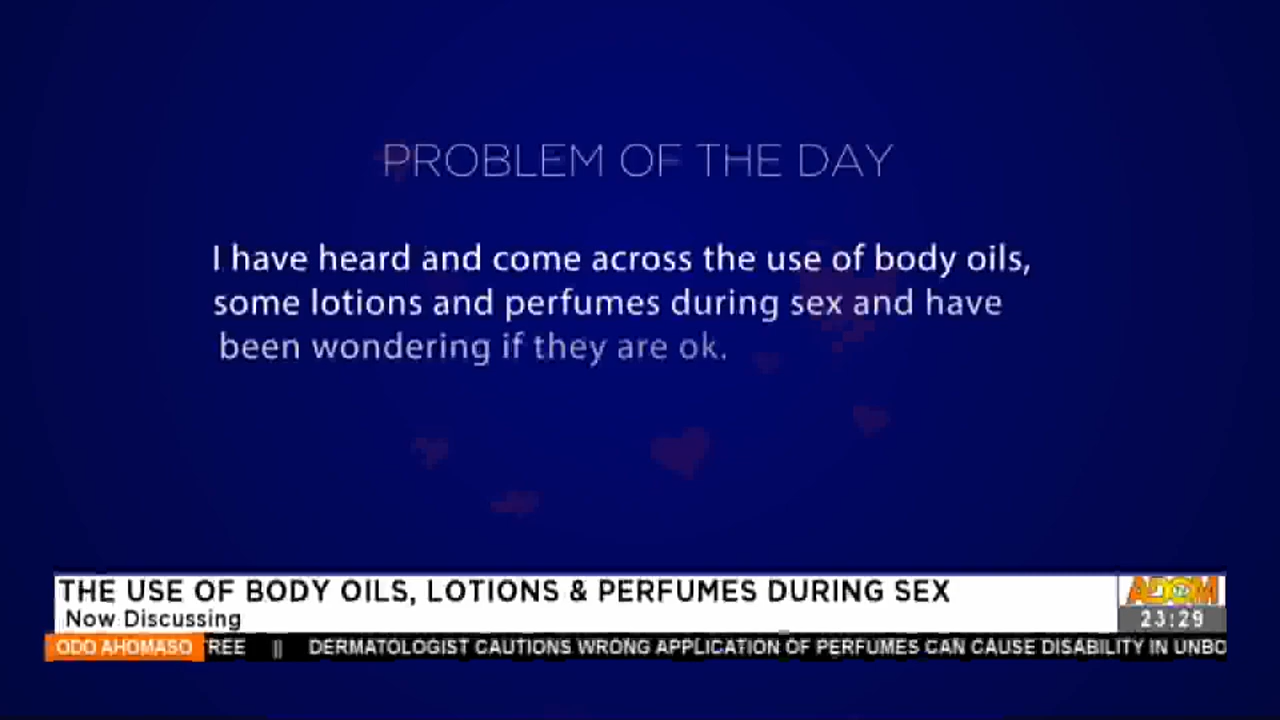 PROBLEM OF THE DAY
I have heard and come across the use of body oils,
some lotions and perfumes during sex and have
been wondering if they are ok.
THE USE OF BODY OILS, LOTIONS & PERFUMES DURING SEX
Now Discussing
ADOM
23:29
ODO AHOMASO TREE || DERMATOLOGIST CAUTIONS WRONG APPLICATION OF PERFUMES CAN CAUSE DISABILITY IN UNBO